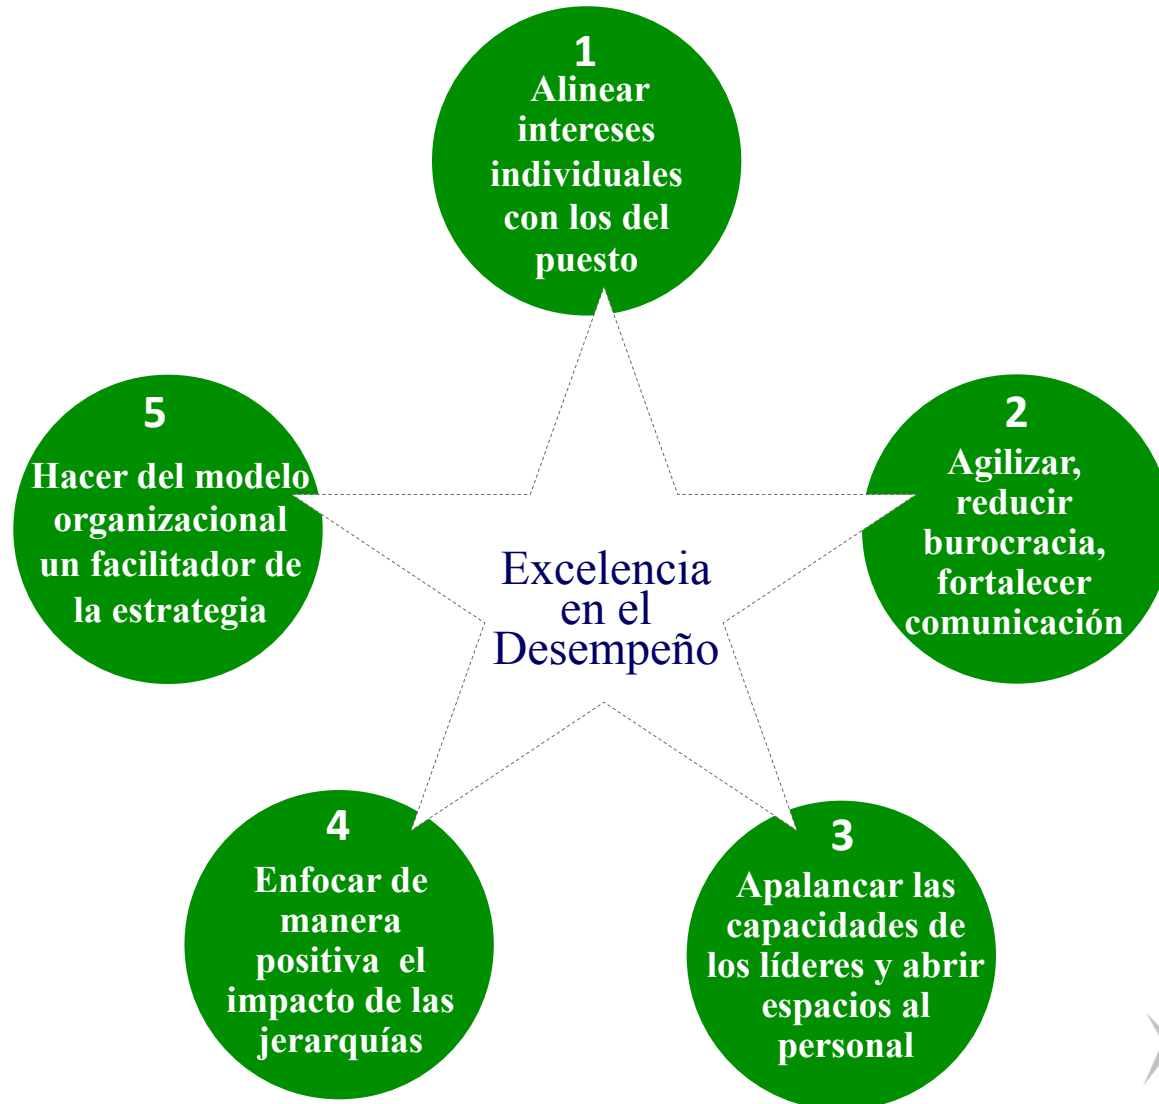 1
Alinear
intereses
individuales
con los del
puesto
2
Agilizar,
reducir
burocracia,
fortalecer
comunicación
3
Apalancar las
capacidades de
los líderes y abrir
espacios al
personal
4
Enfocar de
manera
positiva  el
impacto de las
jerarquías
5
Hacer del modelo
organizacional
un facilitador de
la estrategia
Excelencia
en el
Desempeño